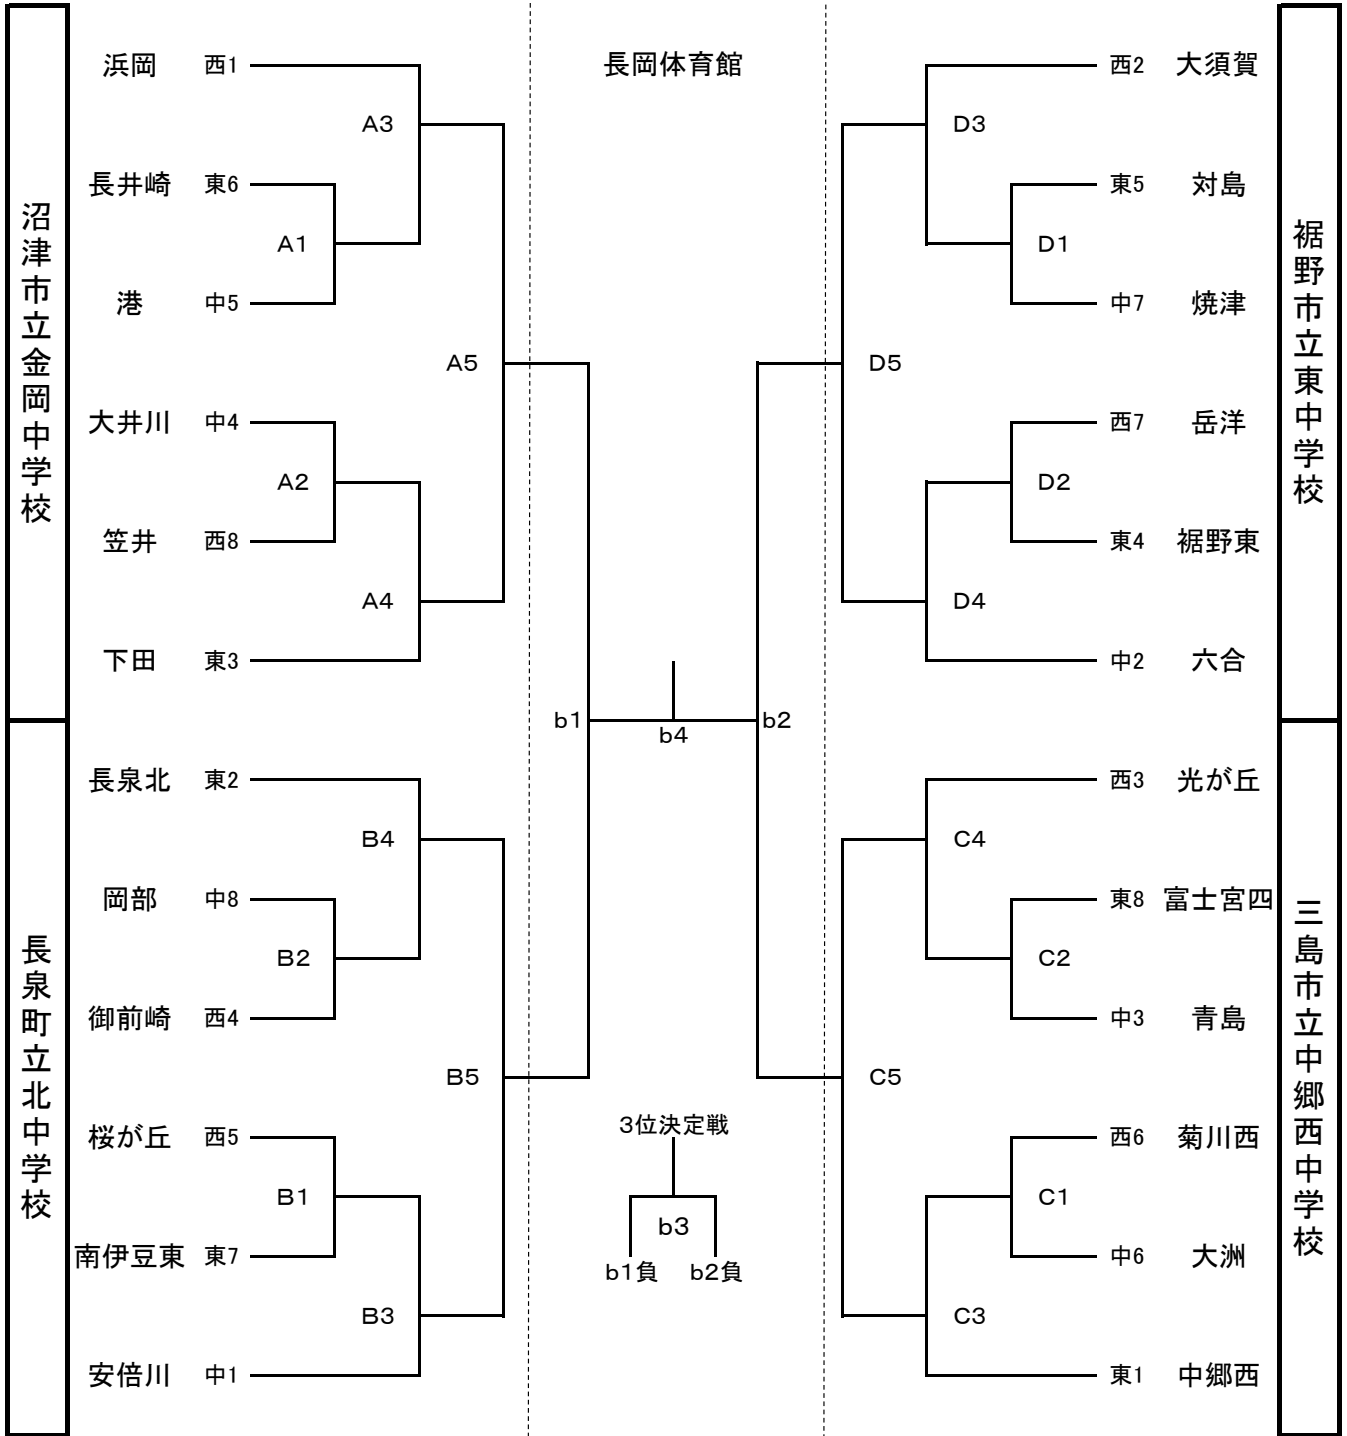 沼津市立金岡中学校
長泉町立北中学校
浜岡 西1
A3
長井崎 東6
A1
港 中5
A5
大井川 中4
A2
笠井 西8
A4
下田 東3
長泉北 東2
B4
岡部 中8
B2
御前崎 西4
B5
桜が丘 西5
B1
南伊豆東 東7
B3
安倍川 中1
長岡体育館
b1
b4
b2
3位決定戦
b3
b1負 b2負
西2 大須賀
D3
東5 対島
D1
中7 焼津
D5
西7 岳洋
D2
東4 裾野東
D4
中2 六合
西3 光が丘
C4
東8 富士宮四
C2
中3 青島
C5
西6 菊川西
C1
中6 大洲
C3
東1 中郷西
裾野市立東中学校
三島市立中郷西中学校